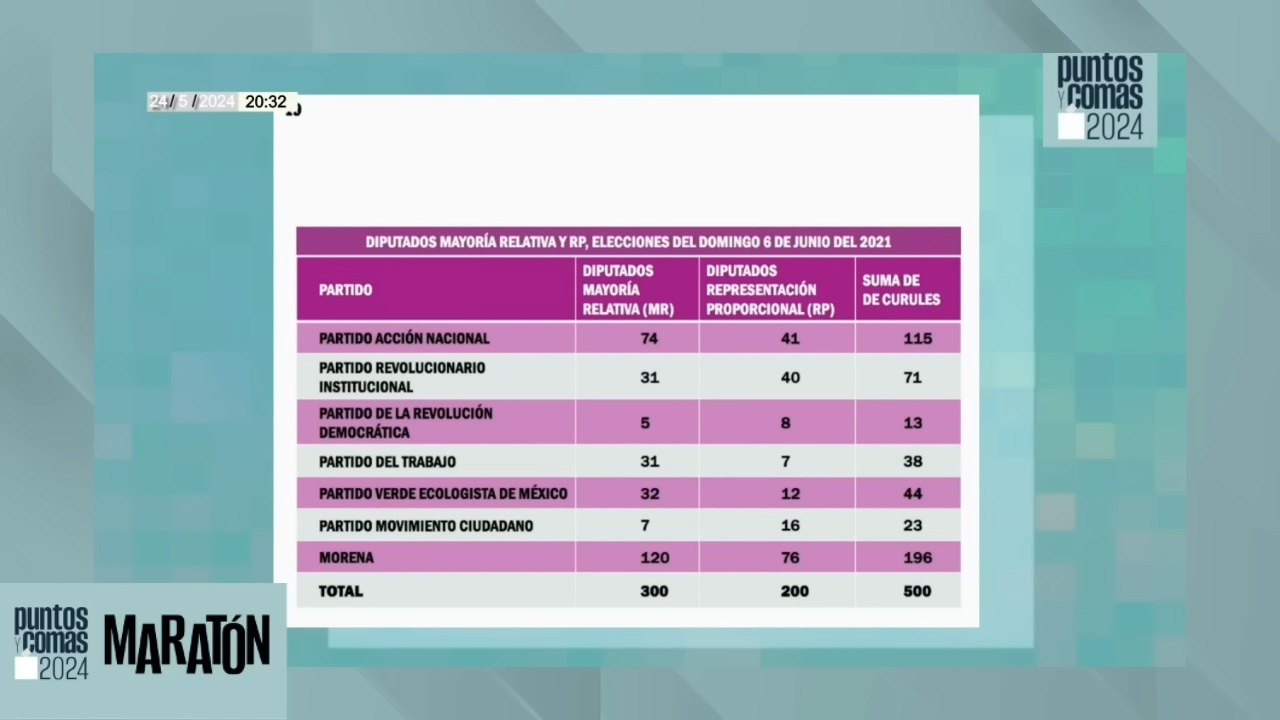 24/ 5 /2024 20:32
puntos
y comas
2024
DIPUTADOS MAYORÍA RELATIVA Y RP, ELECCIONES DEL DOMINGO 6 DE JUNIO DEL 2021
PARTIDO DIPUTADOS MAYORÍA RELATIVA (MR) DIPUTADOS REPRESENTACIÓN PROPORCIONAL (RP) SUMA DE DE CURULES
PARTIDO ACCIÓN NACIONAL 74 41 115
PARTIDO REVOLUCIONARIO INSTITUCIONAL 31 40 71
PARTIDO DE LA REVOLUCIÓN DEMOCRÁTICA 5 8 13
PARTIDO DEL TRABAJO 31 7 38
PARTIDO VERDE ECOLOGISTA DE MÉXICO 32 12 44
PARTIDO MOVIMIENTO CIUDADANO 7 16 23
MORENA 120 76 196
TOTAL 300 200 500
puntos
y comas
2024
MARATÓN